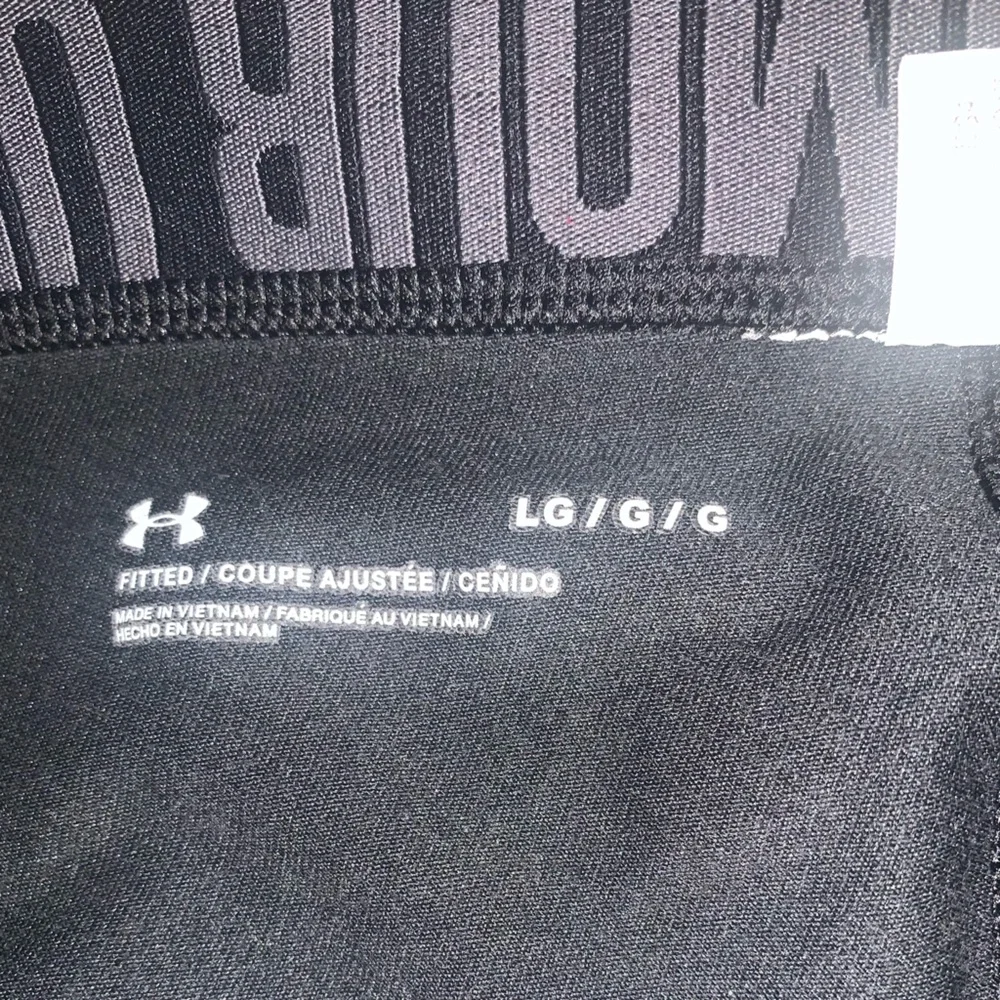 LG / G / G
FITTED / COUPE AJUSTÉE / CEÑIDO
MADE IN VIETNAM / FABRIQUÉ AU VIETNAM /
HECHO EN VIETNAM